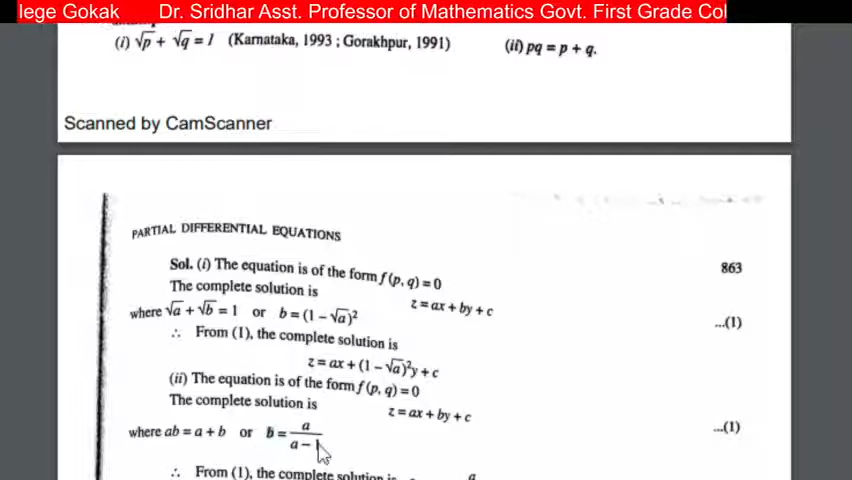 lege Gokak Dr. Sridhar Asst. Professor of Mathematics Govt. First Grade Col
(i) √p + √q = 1 (Karnataka, 1993 ; Gorakhpur, 1991) (ii) pq = p + q.
Scanned by CamScanner
PARTIAL DIFFERENTIAL EQUATIONS 863
Sol. (i) The equation is of the form f (p, q) = 0
The complete solution is
z = ax + by + c ...(1)
where √a + √b = 1 or b = (1 − √a)²
∴ From (1), the complete solution is
z = ax + (1 − √a)²y + c
(ii) The equation is of the form f (p, q) = 0
The complete solution is
z = ax + by + c ...(1)
where ab = a + b or b = a / a − 1
∴ From (1), the complete solution is
a